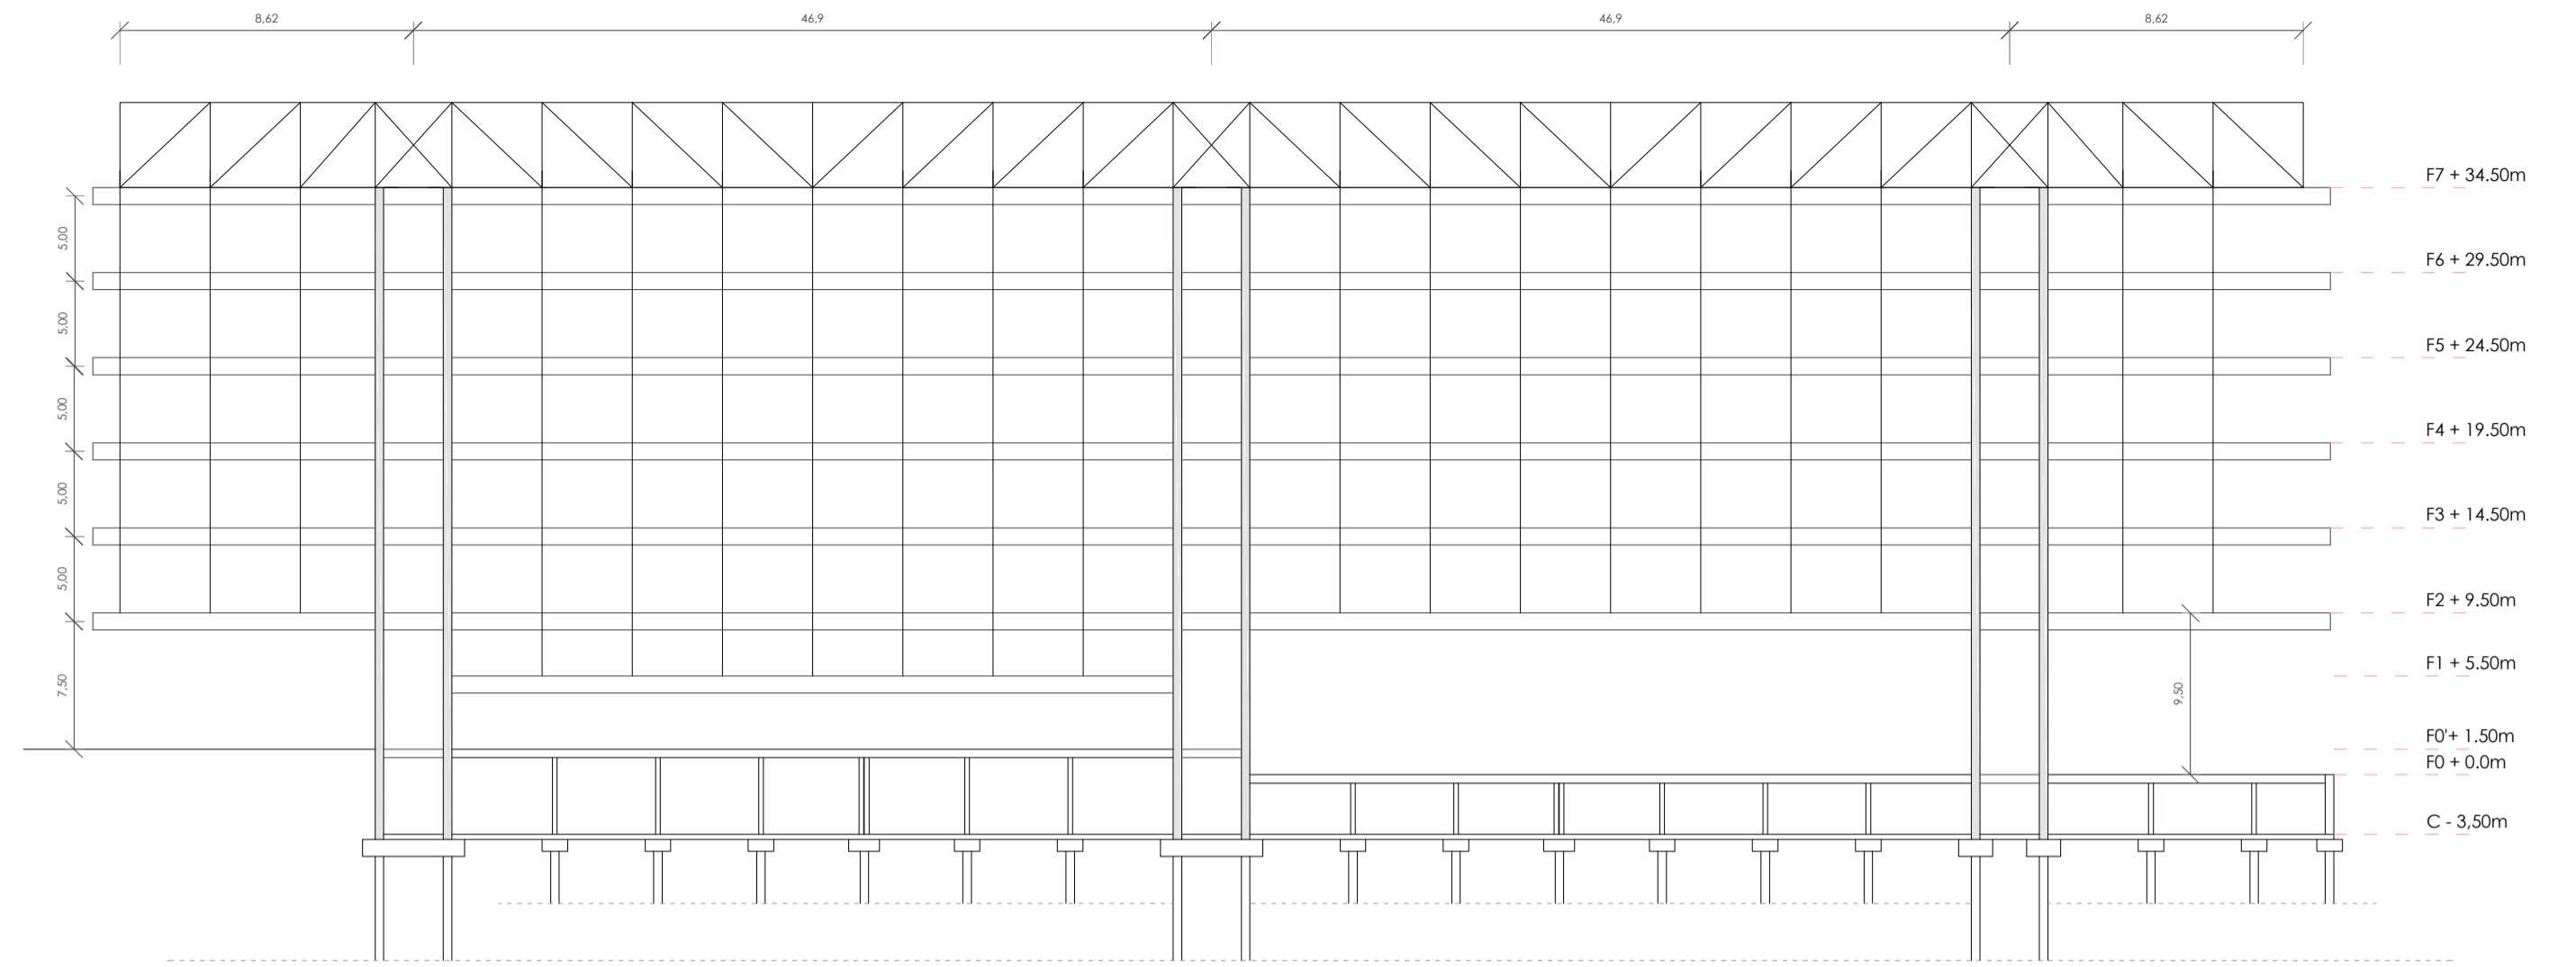 8,62
46,9
46,9
8,62
F7 + 34.50m
5,00
F6 + 29.50m
5,00
F5 + 24.50m
5,00
F4 + 19.50m
5,00
F3 + 14.50m
5,00
F2 + 9.50m
F1 + 5.50m
7,50
9,50
F0'+ 1.50m
F0 + 0.0m
C - 3,50m